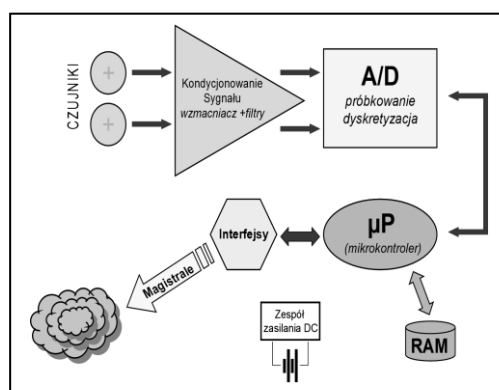 CZUJNIKI
Kondycjonowanie
Sygnału
wzmacniacz +filtry
A/D
próbkowanie
dyskretyzacja
Interfejsy
µP
(mikrokontroler)
Magistrale
Zespół
zasilania DC
RAM